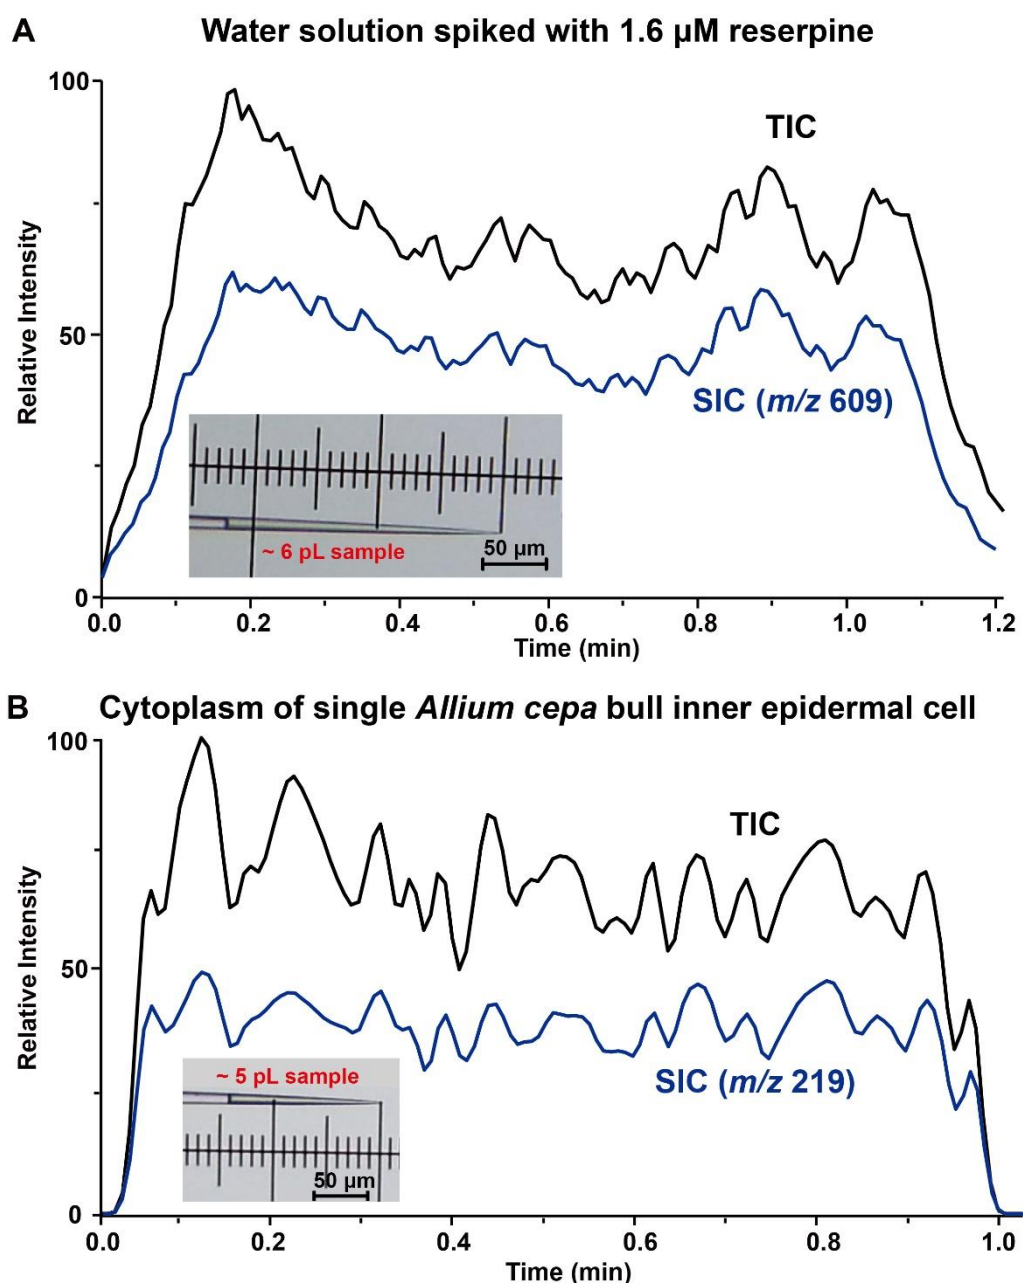 A
Water solution spiked with 1.6 µM reserpine
100
TIC
Relative Intensity
50
SIC (m/z 609)
~ 6 pL sample
50 µm
0
0.0 0.2 0.4 0.6 0.8 1.0 1.2
Time (min)
B
Cytoplasm of single Allium cepa bull inner epidermal cell
100
TIC
Relative Intensity
50
~ 5 pL sample
SIC (m/z 219)
50 µm
0
0.0 0.2 0.4 0.6 0.8 1.0
Time (min)